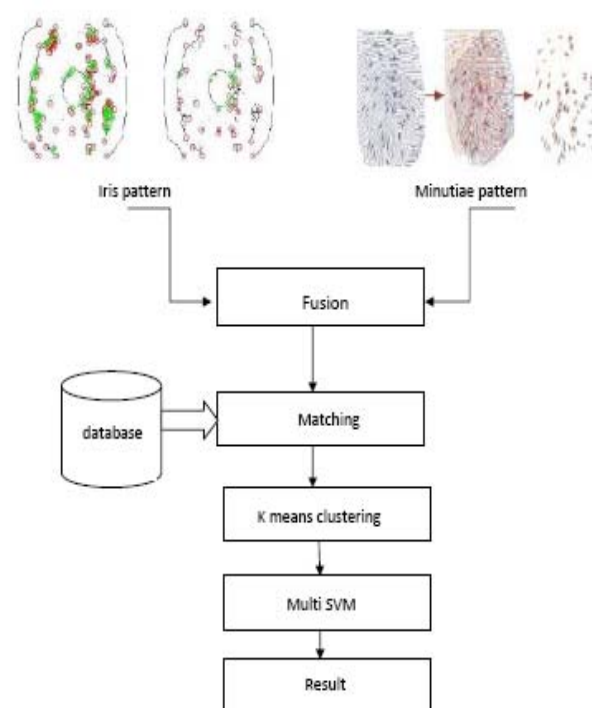 Iris pattern
Minutiae pattern
Fusion
database
Matching
K means clustering
Multi SVM
Result